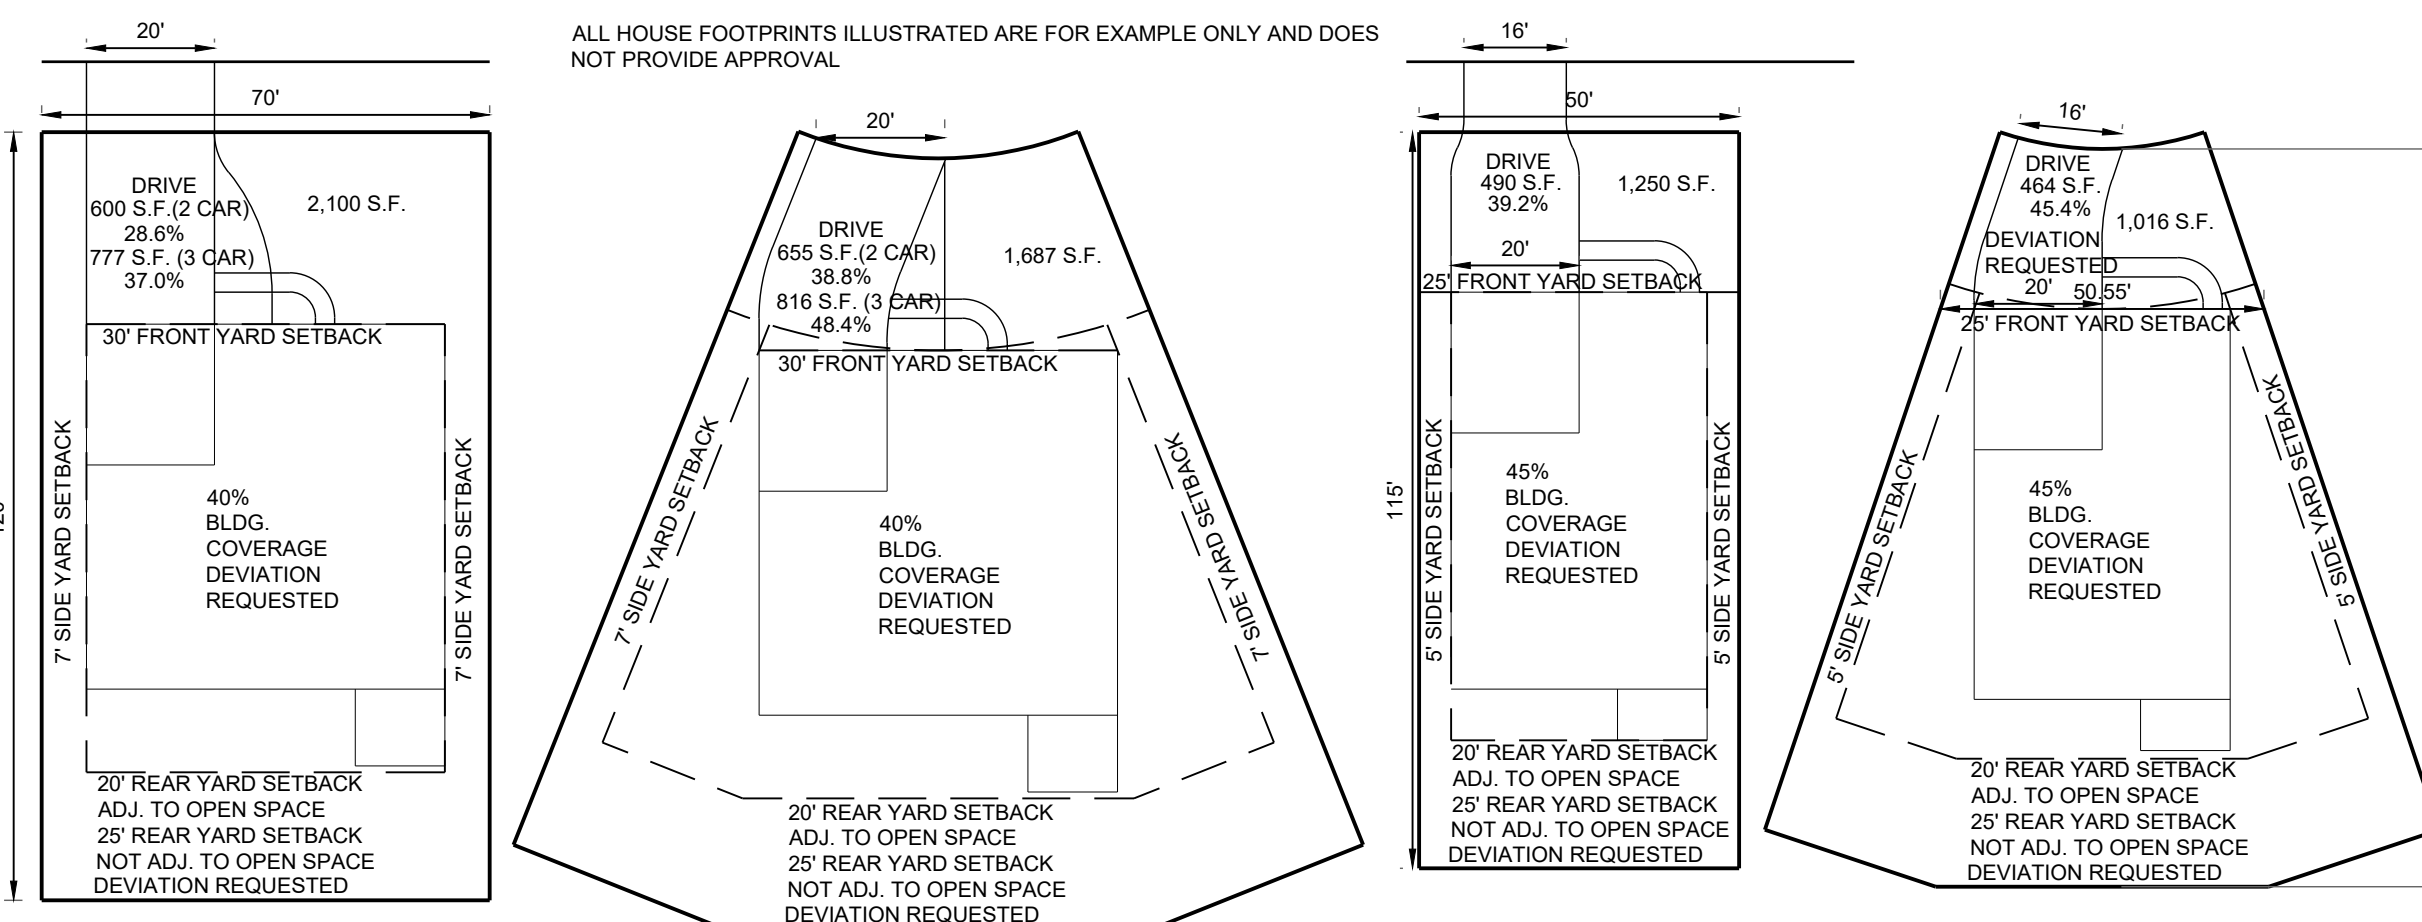 ALL HOUSE FOOTPRINTS ILLUSTRATED ARE FOR EXAMPLE ONLY AND DOES
NOT PROVIDE APPROVAL
20'
70'
DRIVE
600 S.F.(2 CAR)
28.6%
777 S.F. (3 CAR)
37.0%
2,100 S.F.
30' FRONT YARD SETBACK
7' SIDE YARD SETBACK
7' SIDE YARD SETBACK
40%
BLDG.
COVERAGE
DEVIATION
REQUESTED
20' REAR YARD SETBACK
ADJ. TO OPEN SPACE
25' REAR YARD SETBACK
NOT ADJ. TO OPEN SPACE
DEVIATION REQUESTED
20'
DRIVE
655 S.F.(2 CAR)
38.8%
816 S.F. (3 CAR)
48.4%
1,687 S.F.
30' FRONT YARD SETBACK
7' SIDE YARD SETBACK
7' SIDE YARD SETBACK
40%
BLDG.
COVERAGE
DEVIATION
REQUESTED
20' REAR YARD SETBACK
ADJ. TO OPEN SPACE
25' REAR YARD SETBACK
NOT ADJ. TO OPEN SPACE
DEVIATION REQUESTED
16'
50'
DRIVE
490 S.F.
39.2%
1,250 S.F.
20'
25' FRONT YARD SETBACK
115'
5' SIDE YARD SETBACK
5' SIDE YARD SETBACK
45%
BLDG.
COVERAGE
DEVIATION
REQUESTED
20' REAR YARD SETBACK
ADJ. TO OPEN SPACE
25' REAR YARD SETBACK
NOT ADJ. TO OPEN SPACE
DEVIATION REQUESTED
16'
DRIVE
464 S.F.
45.4%
1,016 S.F.
DEVIATION
REQUESTED
20'
50.55'
25' FRONT YARD SETBACK
5' SIDE YARD SETBACK
5' SIDE YARD SETBACK
45%
BLDG.
COVERAGE
DEVIATION
REQUESTED
20' REAR YARD SETBACK
ADJ. TO OPEN SPACE
25' REAR YARD SETBACK
NOT ADJ. TO OPEN SPACE
DEVIATION REQUESTED